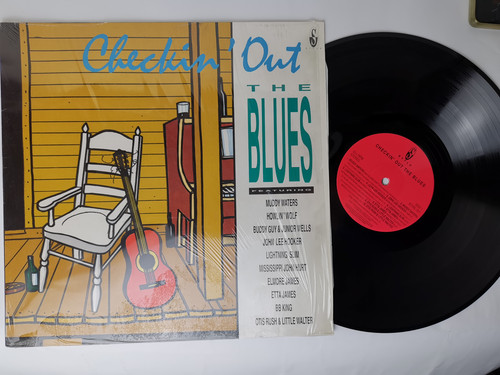 Checkin' Out
THE
BLUES
FEATURING
MUDDY WATERS
HOWLIN' WOLF
BUDDY GUY & JUNIOR WELLS
JOHN LEE HOOKER
LIGHTNING SLIM
MISSISSIPPI JOHN HURT
ELMORE JAMES
ETTA JAMES
BB KING
OTIS RUSH & LITTLE WALTER
CHECKIN' OUT THE BLUES